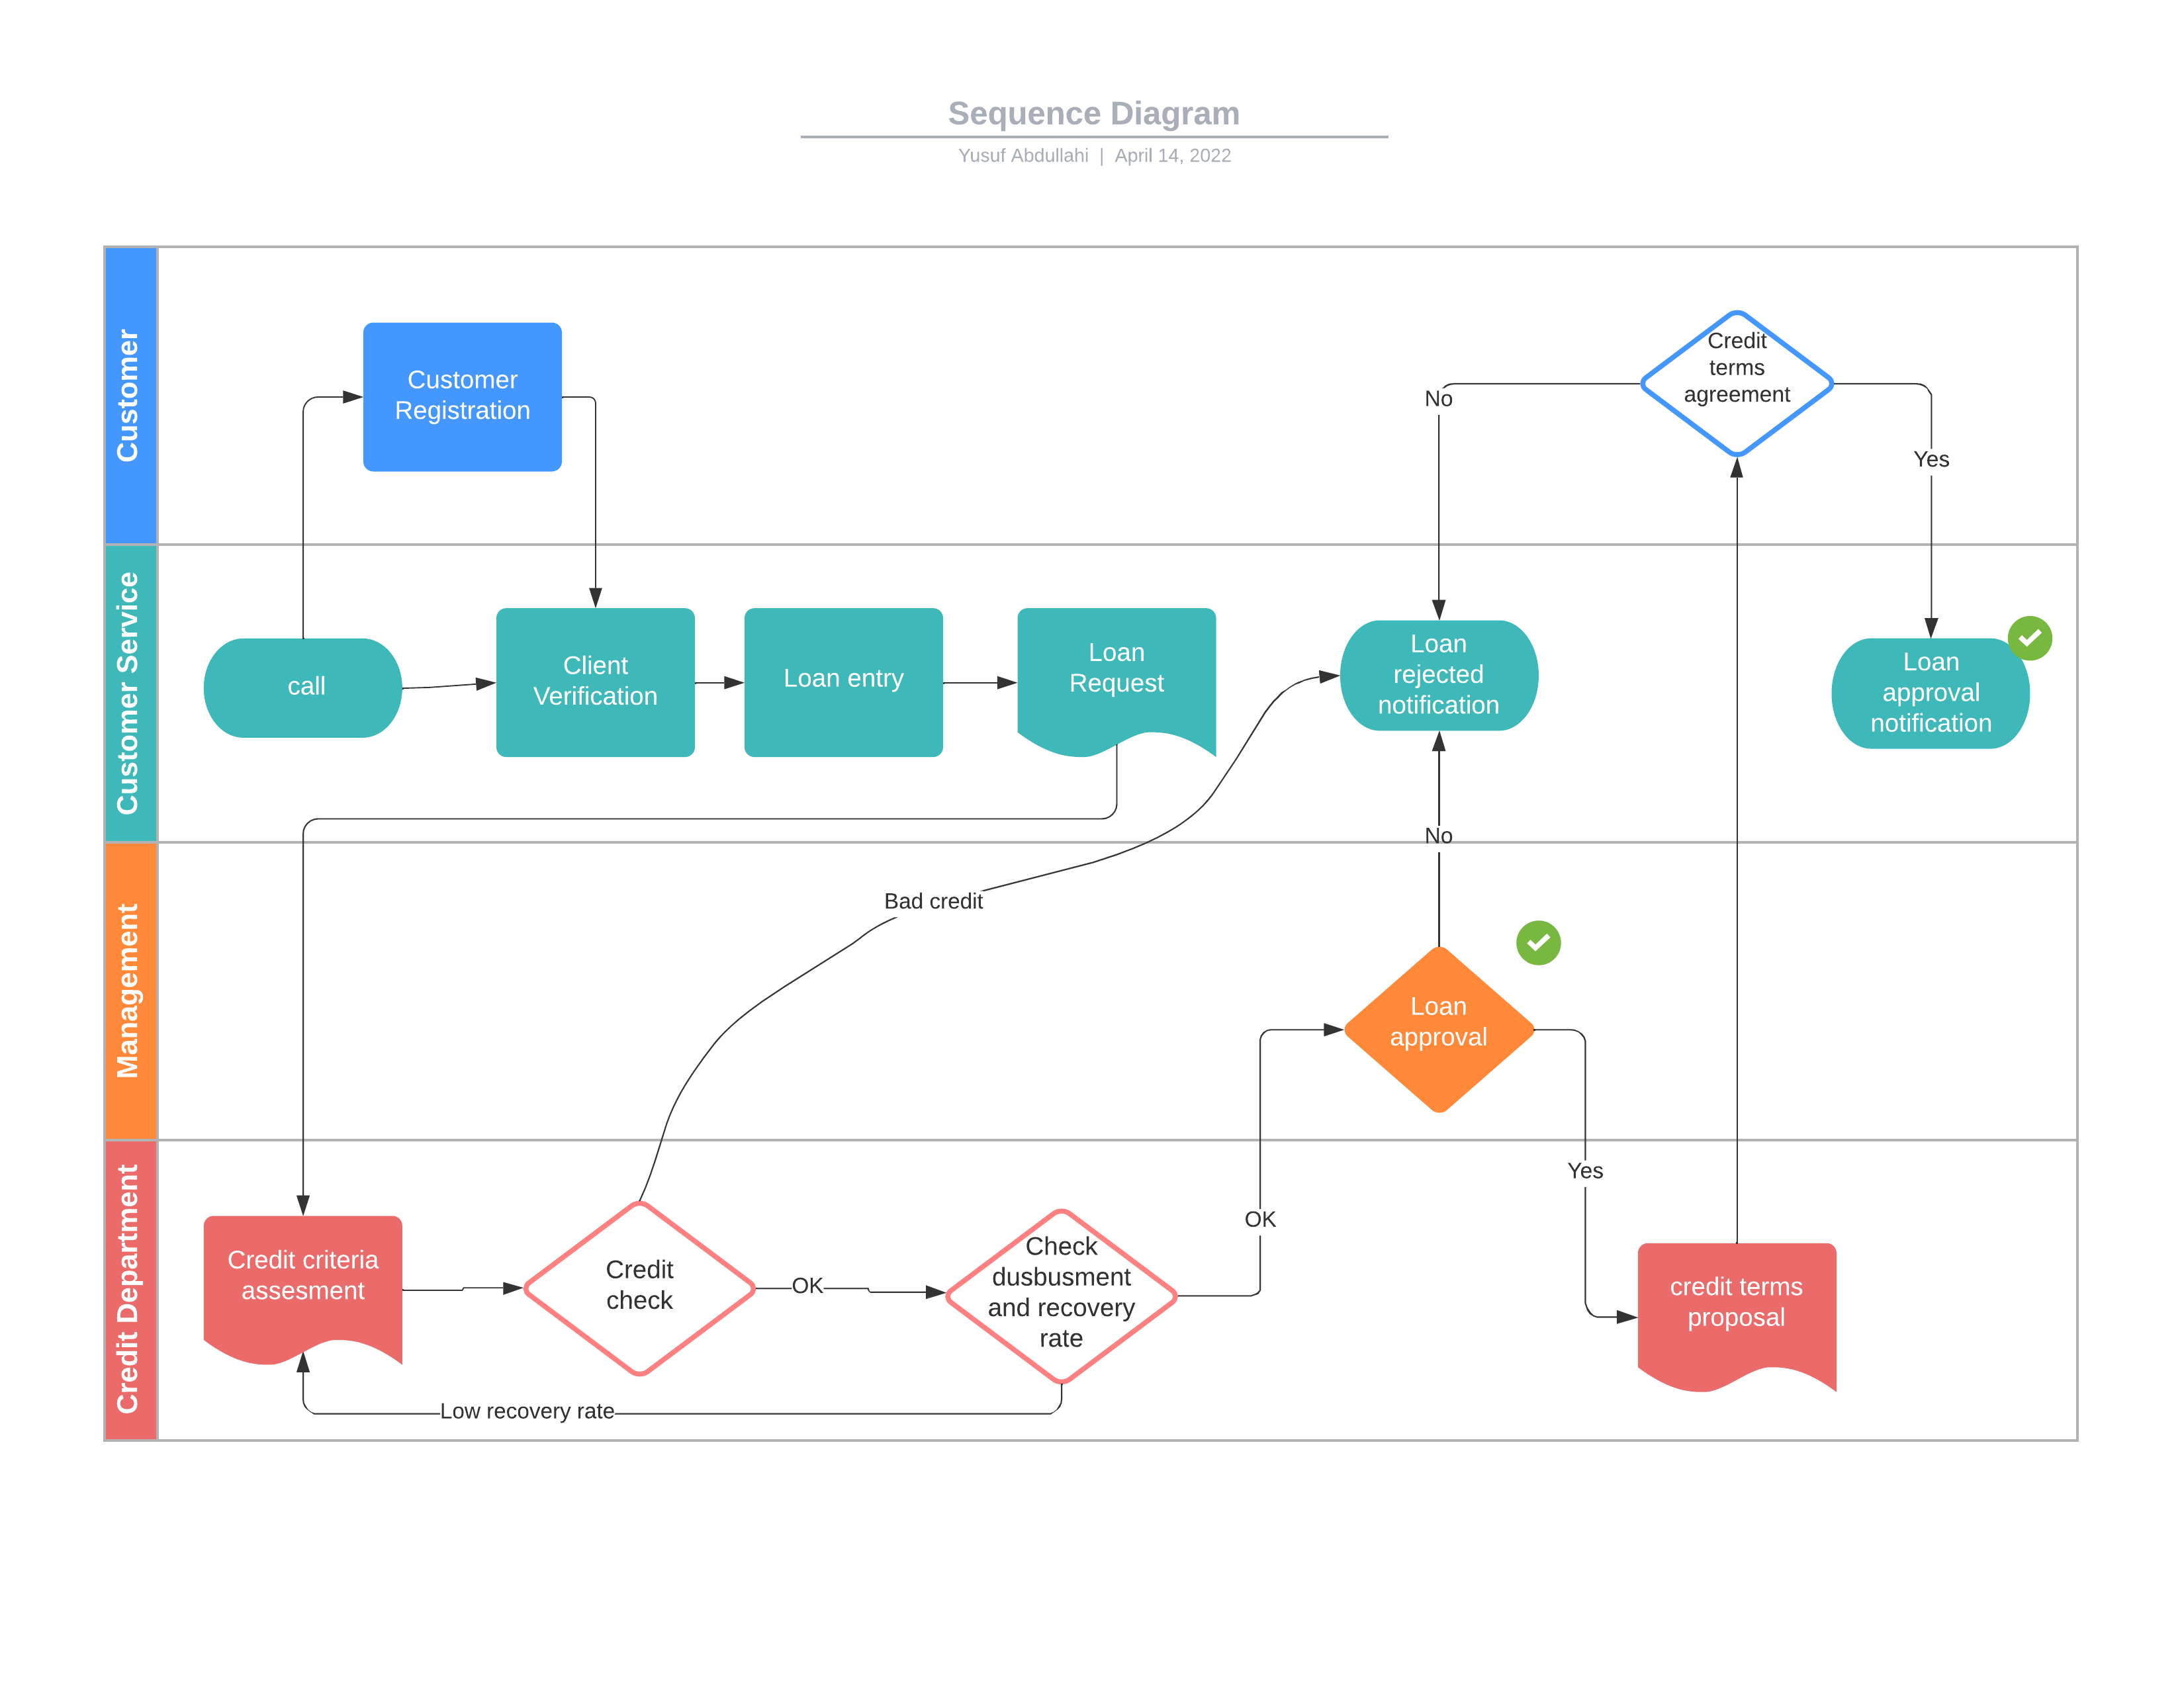 Sequence Diagram
Yusuf Abdullahi | April 14, 2022
Customer
Customer
Registration
Credit
terms
agreement
No
Yes
Customer Service
call
Client
Verification
Loan entry
Loan
Request
Loan
rejected
notification
Loan
approval
notification
No
Management
Bad credit
Loan
approval
Yes
OK
Credit Department
Credit criteria
assesment
Credit
check
OK
Check
dusbusment
and recovery
rate
credit terms
proposal
Low recovery rate